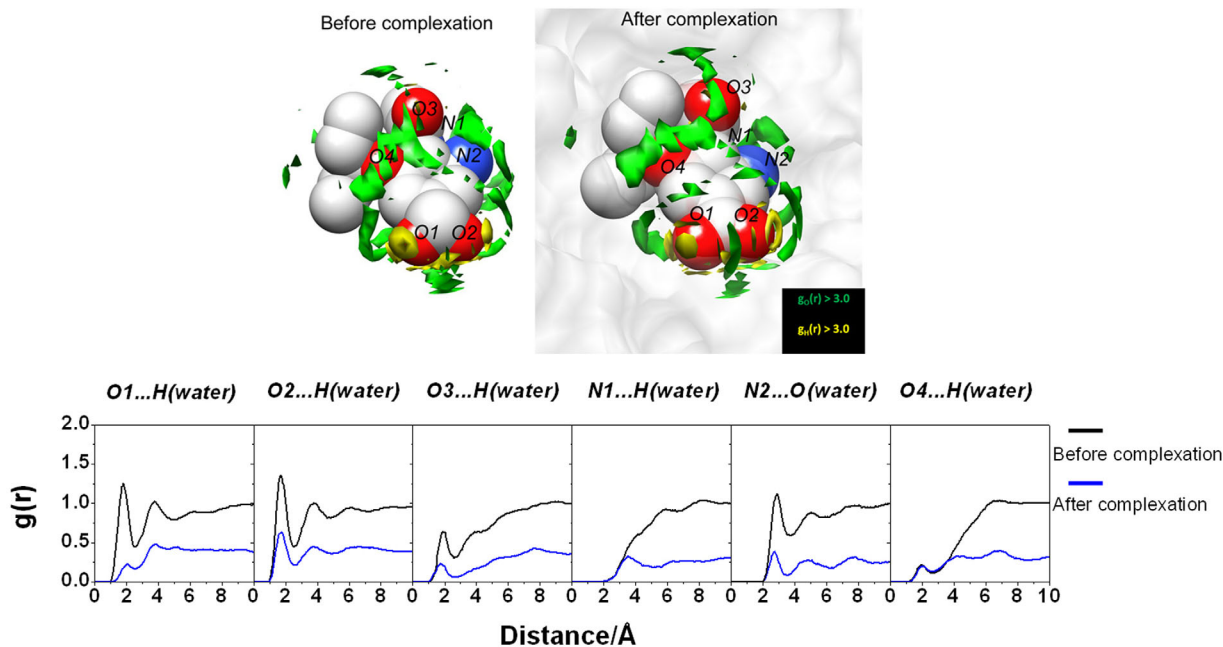 Before complexation
After complexation
O3
N1
N2
O4
O1
O2
O3
N1
N2
O4
O1
O2
gO(r) > 3.0
gH(r) > 3.0
O1...H(water)
O2...H(water)
O3...H(water)
N1...H(water)
N2...O(water)
O4...H(water)
2.0
1.5
1.0
0.5
0.0
g(r)
0 2 4 6 8 0 2 4 6 8 0 2 4 6 8 0 2 4 6 8 0 2 4 6 8 0 2 4 6 8 10
Distance/Å
Before complexation
After complexation